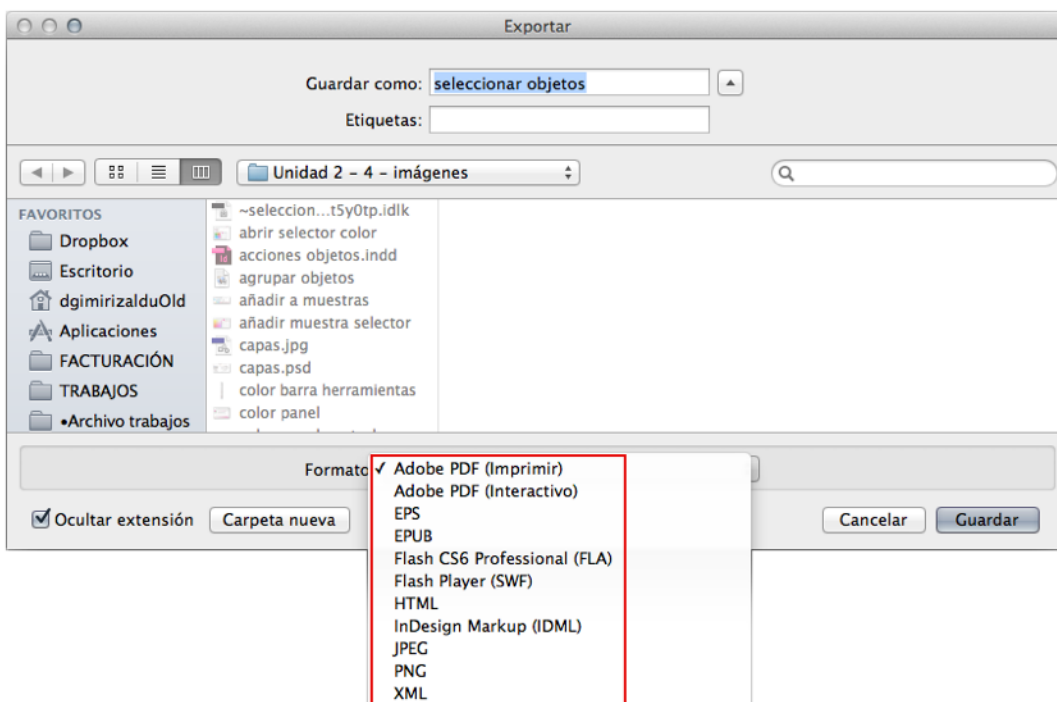 Exportar
Guardar como: seleccionar objetos
Etiquetas:
Unidad 2 - 4 - imágenes
FAVORITOS
Dropbox
Escritorio
dgimirizalduOld
Aplicaciones
FACTURACIÓN
TRABAJOS
•Archivo trabajos
~seleccion...t5y0tp.idlk
abrir selector color
acciones objetos.indd
agrupar objetos
añadir a muestras
añadir muestra selector
capas.jpg
capas.psd
color barra herramientas
color panel
Formato ✓ Adobe PDF (Imprimir)
Adobe PDF (Interactivo)
EPS
EPUB
Flash CS6 Professional (FLA)
Flash Player (SWF)
HTML
InDesign Markup (IDML)
JPEG
PNG
XML
Ocultar extensión Carpeta nueva Cancelar Guardar